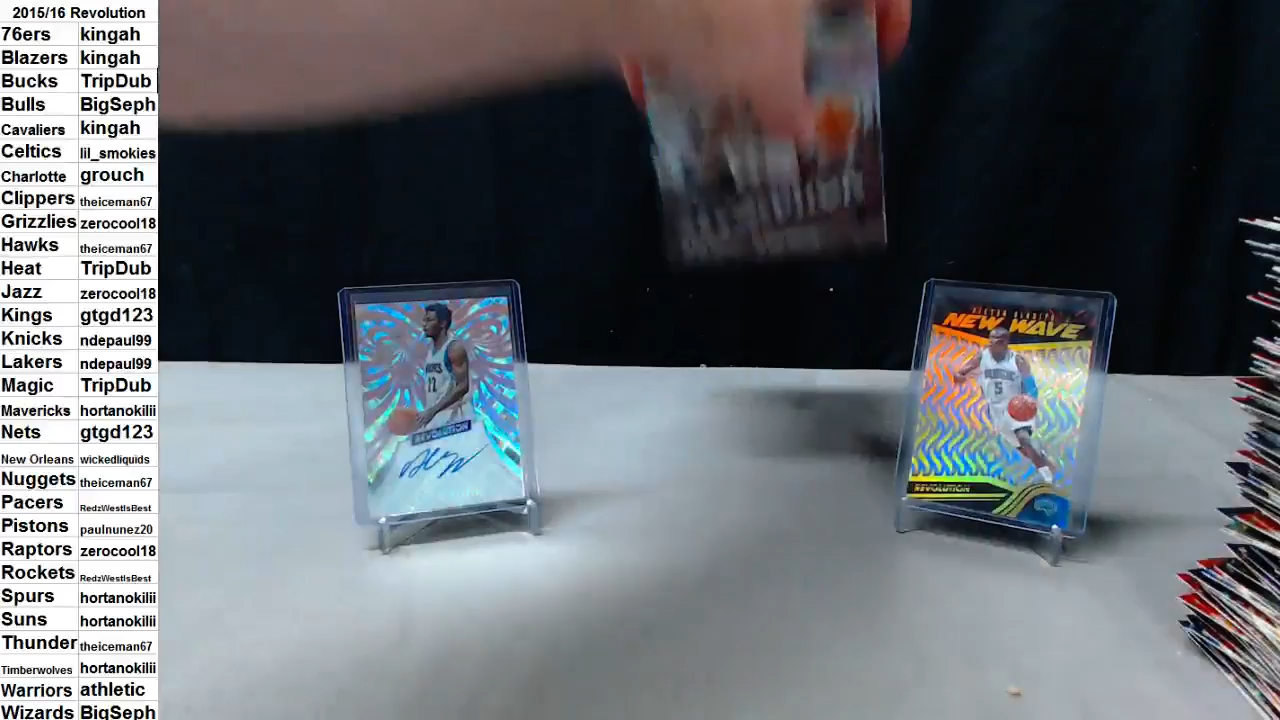 2015/16 Revolution
76ers kingah
Blazers kingah
Bucks TripDub
Bulls BigSeph
Cavaliers kingah
Celtics lil_smokies
Charlotte grouch
Clippers theiceman67
Grizzlies zerocool18
Hawks theiceman67
Heat TripDub
Jazz zerocool18
Kings gtgd123
Knicks ndepaul99
Lakers ndepaul99
Magic TripDub
Mavericks hortanokilii
Nets gtgd123
New Orleans wickedliquids
Nuggets theiceman67
Pacers RedzWestIsBest
Pistons paulnunez20
Raptors zerocool18
Rockets RedzWestIsBest
Spurs hortanokilii
Suns hortanokilii
Thunder theiceman67
Timberwolves hortanokilii
Warriors athletic
Wizards BigSeph
REVOLUTION
NEW WAVE
5
REVOLUTION